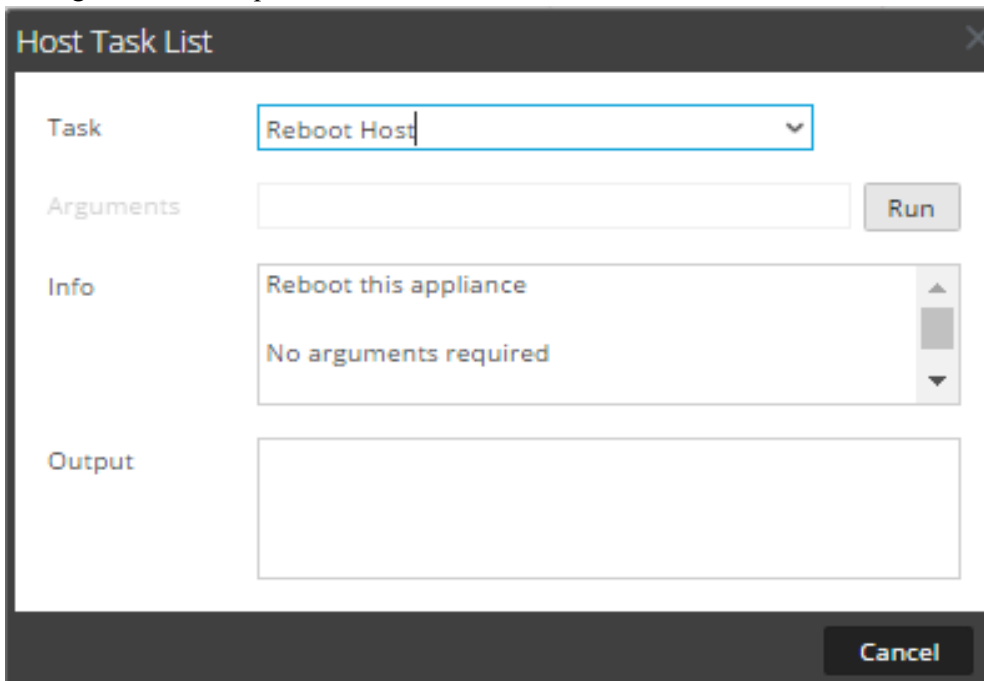 Host Task List
Task
Reboot Host
Arguments
Run
Info
Reboot this appliance
No arguments required
Output
Cancel